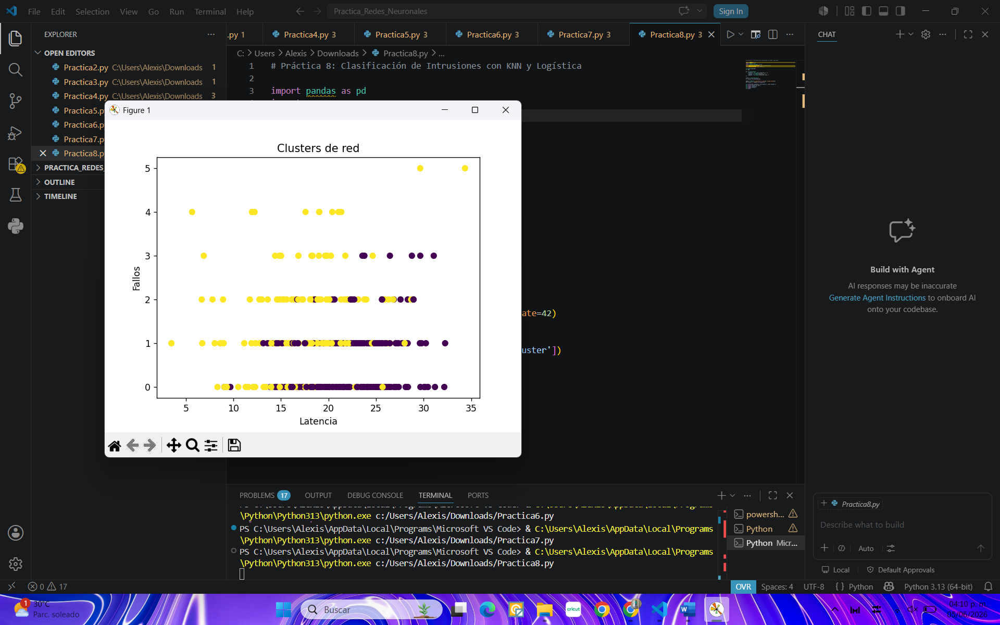 File Edit Selection View Go Run Terminal Help
Practica_Redes_Neuronales
Sign In
EXPLORER
OPEN EDITORS
Practica2.py C:\Users\Alexis\Downloads 1
Practica3.py C:\Users\Alexis\Downloads 1
Practica4.py C:\Users\Alexis\Downloads 3
Practica5.p
Practica6.p
Practica7.p
Practica8.p
PRACTICA_REDES_
OUTLINE
TIMELINE
.py 1
Practica4.py 3
Practica5.py 3
Practica6.py 3
Practica7.py 3
Practica8.py 3
C: > Users > Alexis > Downloads > Practica8.py > ...
1 # Práctica 8: Clasificación de Intrusiones con KNN y Logística
2
3 import pandas as pd
ate=42)
uster'])
Figure 1
Clusters de red
5
4
3
2
1
0
Fallos
5 10 15 20 25 30 35
Latencia
PROBLEMS 17 OUTPUT DEBUG CONSOLE TERMINAL PORTS
\Python\Python313\python.exe c:/Users/Alexis/Downloads/Practica6.py
PS C:\Users\Alexis\AppData\Local\Programs\Microsoft VS Code> & C:\Users\Alexis\AppData\Local\Programs
\Python\Python313\python.exe c:/Users/Alexis/Downloads/Practica7.py
PS C:\Users\Alexis\AppData\Local\Programs\Microsoft VS Code> & C:\Users\Alexis\AppData\Local\Programs
\Python\Python313\python.exe c:/Users/Alexis/Downloads/Practica8.py
powersh...
Python
Python Micr...
CHAT
Build with Agent
AI responses may be inaccurate
Generate Agent Instructions to onboard AI
onto your codebase.
Practica8.py
Describe what to build
Auto
Local
Default Approvals
0 17
OVR
Spaces: 4
UTF-8
Python
Python 3.13 (64-bit)
1
30°C
Parc. soleado
Buscar
cricut
04:10 p. m.
05/06/2026